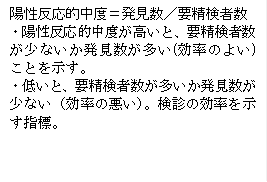 陽性反応的中度＝発見数／要精検者数
・陽性反応的中度が高いと、要精検者数
が少ないか発見数が多い(効率のよい)
ことを示す。
・低いと、要精検者数が多いか発見数が
少ない（効率の悪い）。検診の効率を示
す指標。